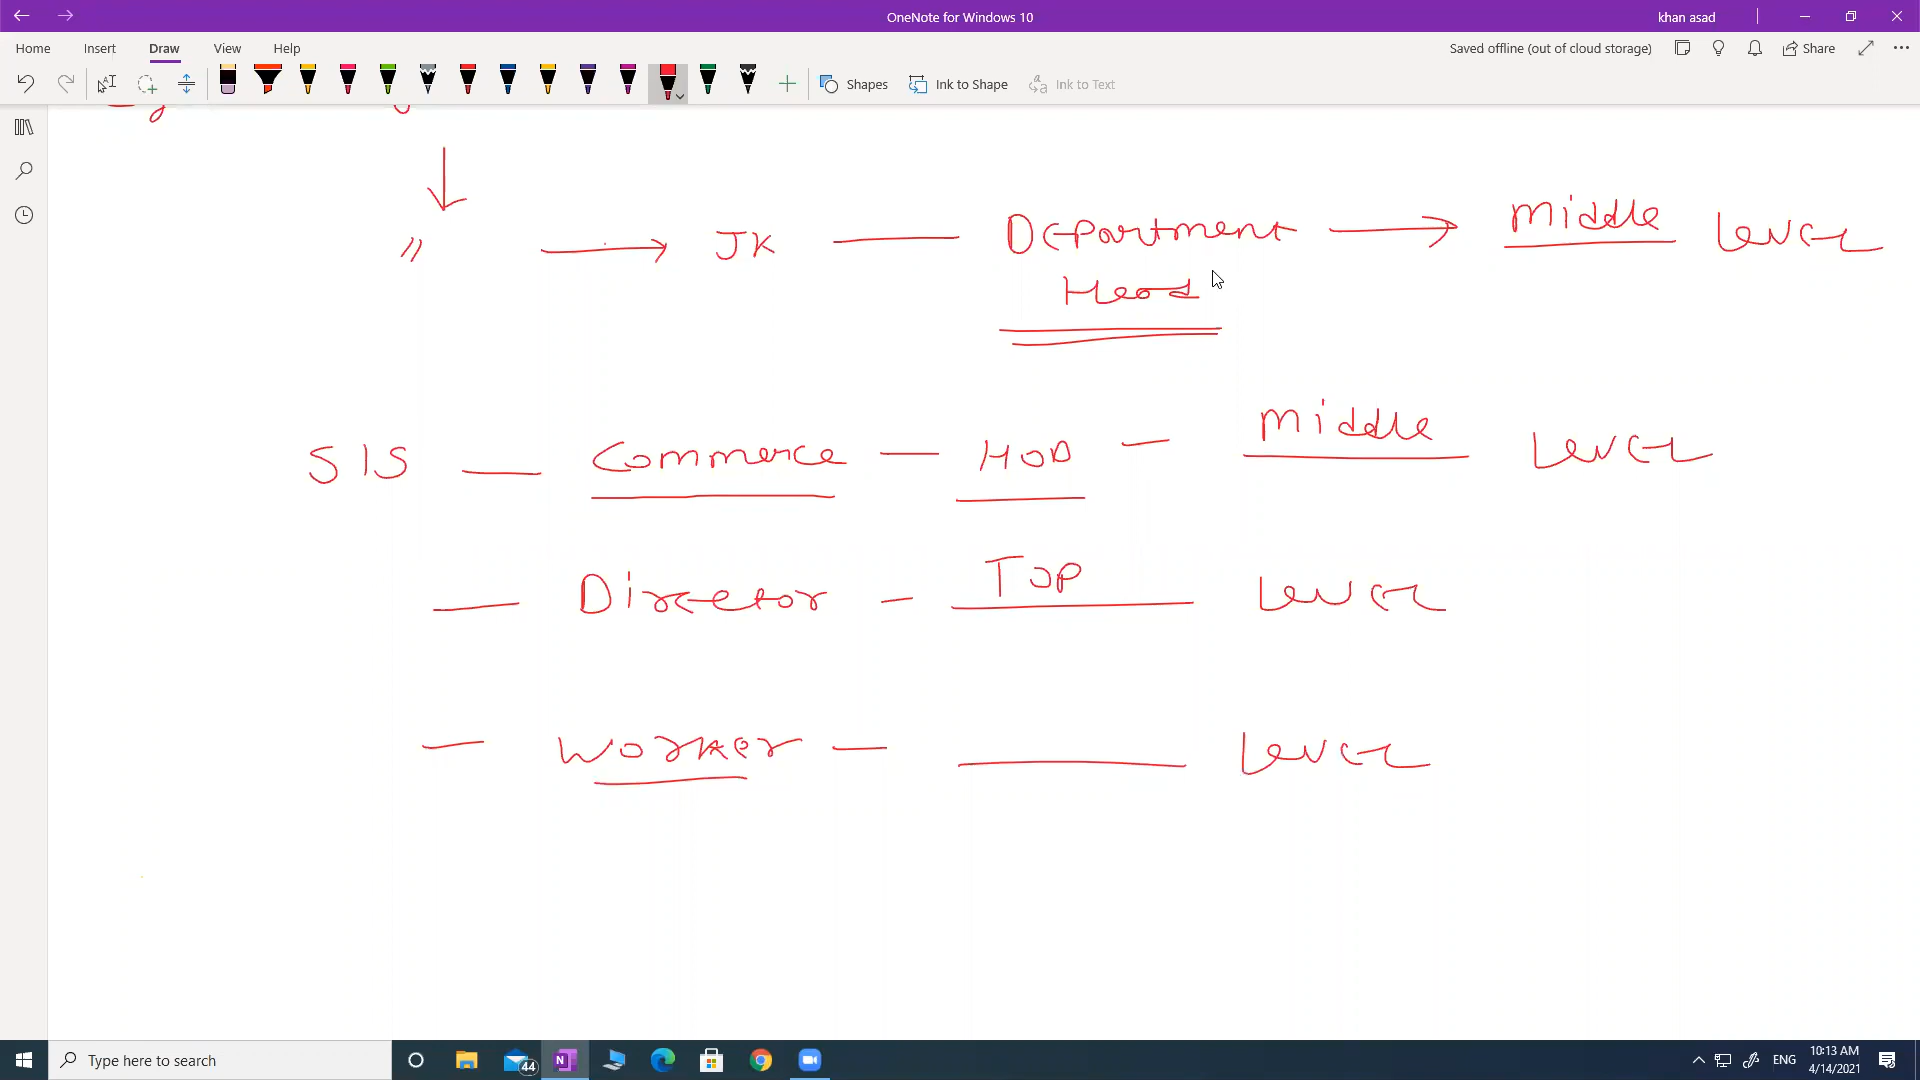 OneNote for Windows 10
khan asad
Home Insert Draw View Help
Saved offline (out of cloud storage)
Share
Shapes
Ink to Shape
Ink to Text
" → JK — Department → Middle Level
Head
SIS — Commerce — HOD — Middle Level
— Director — TOP Level
— Worker — ______ Level
Type here to search
44
ENG
10:13 AM
4/14/2021